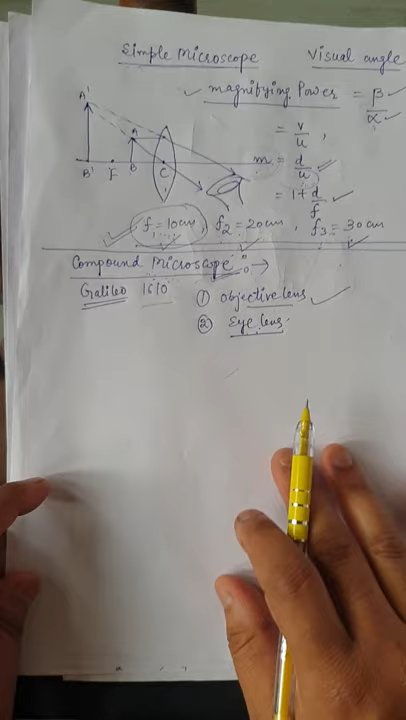 Simple Microscope
Visual angle
magnifying Power = β/α
= v/u ,
m = d/u
= 1+ d/f
A'
A
B'
F
B
C
f₁ = 10cm, f₂ = 20cm, f₃ = 30cm
Compound Microscope : →
Galileo 1610
① objective lens
② Eye lens